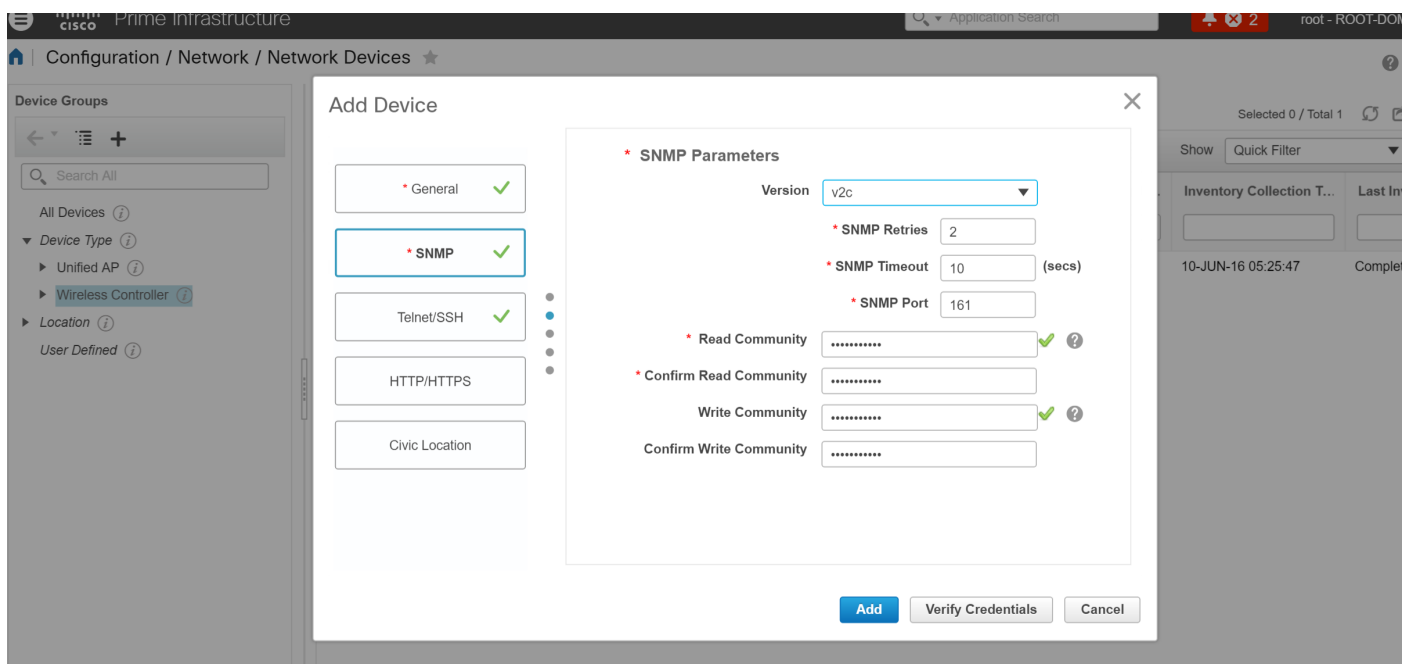 CISCO Prime Infrastructure
Application Search
2
root - ROOT-DOM
Configuration / Network / Network Devices
Device Groups
Search All
All Devices
Device Type
Unified AP
Wireless Controller
Location
User Defined
Add Device
* General
* SNMP
Telnet/SSH
HTTP/HTTPS
Civic Location
* SNMP Parameters
Version v2c
* SNMP Retries 2
* SNMP Timeout 10 (secs)
* SNMP Port 161
* Read Community ···········
* Confirm Read Community ···········
Write Community ···········
Confirm Write Community ···········
Add Verify Credentials Cancel
Selected 0 / Total 1
Show Quick Filter
Inventory Collection T... Last In
10-JUN-16 05:25:47 Complet